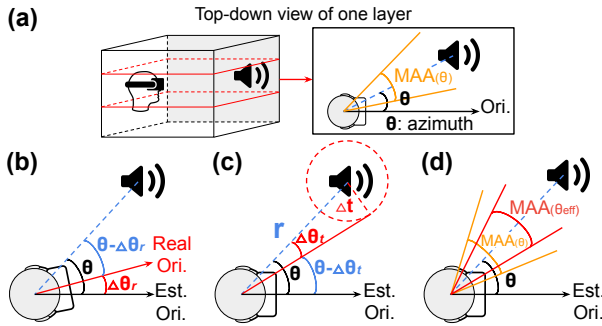 Top-down view of one layer
(a)
MAA(θ)
θ
Ori.
θ: azimuth
(b)
θ-Δθr
Real
Ori.
θ
Δθr
Est.
Ori.
(c)
Δt
r
Δθt
θ
θ-Δθt
Est.
Ori.
(d)
MAA(θeff)
MAA(θ)
θ
Est.
Ori.